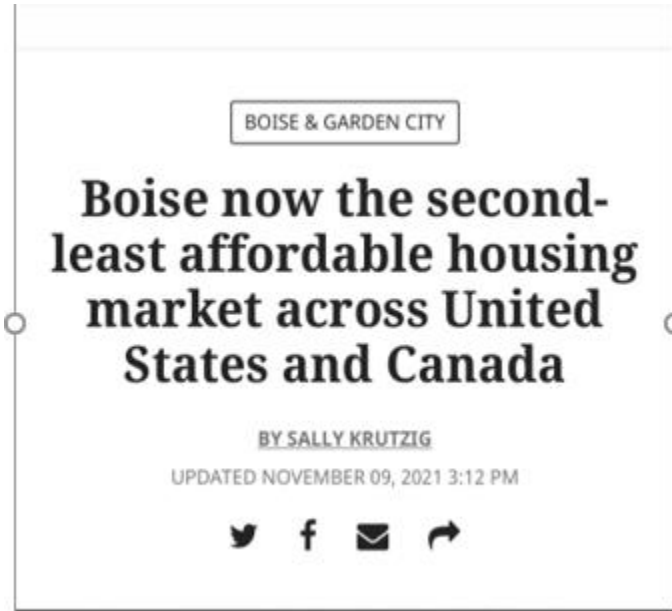 BOISE & GARDEN CITY
Boise now the second-
least affordable housing
market across United
States and Canada
BY SALLY KRUTZIG
UPDATED NOVEMBER 09, 2021 3:12 PM